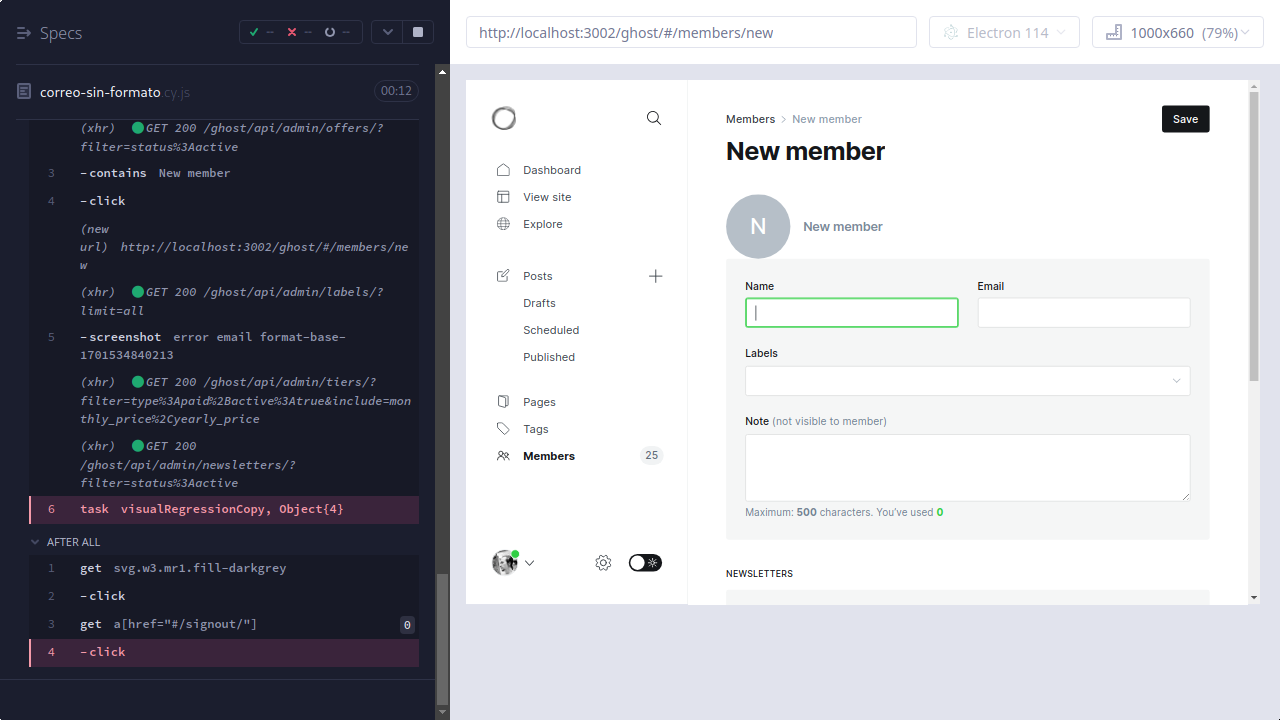 Specs
--
--
--
correo-sin-formato.cy.js
00:12
(xhr) GET 200 /ghost/api/admin/offers/?
filter=status%3Aactive
3 -contains New member
4 -click
(new
url) http://localhost:3002/ghost/#/members/ne
w
(xhr) GET 200 /ghost/api/admin/labels/?
limit=all
5 -screenshot error email format-base-
1701534840213
(xhr) GET 200 /ghost/api/admin/tiers/?
filter=type%3Apaid%2Bactive%3Atrue&include=mon
thly_price%2Cyearly_price
(xhr) GET 200
/ghost/api/admin/newsletters/?
filter=status%3Aactive
6 task visualRegressionCopy, Object{4}
AFTER ALL
1 get svg.w3.mr1.fill-darkgrey
2 -click
3 get a[href="#/signout/"] 0
4 -click
http://localhost:3002/ghost/#/members/new
Electron 114
1000x660 (79%)
Dashboard
View site
Explore
Posts
Drafts
Scheduled
Published
Pages
Tags
Members 25
Members > New member
Save
New member
N
New member
Name
Email
Labels
Note (not visible to member)
Maximum: 500 characters. You've used 0
NEWSLETTERS